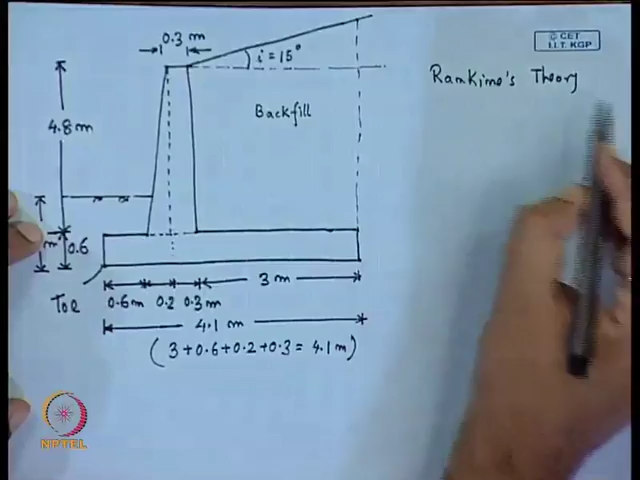 0.3 m
© CET
I.I.T. KGP
i = 15°
Rankine's Theory
4.8 m
Backfill
m
0.6
3 m
Toe
0.6m 0.2 0.3m
4.1 m
(3+0.6+0.2+0.3 = 4.1 m)
NPTEL